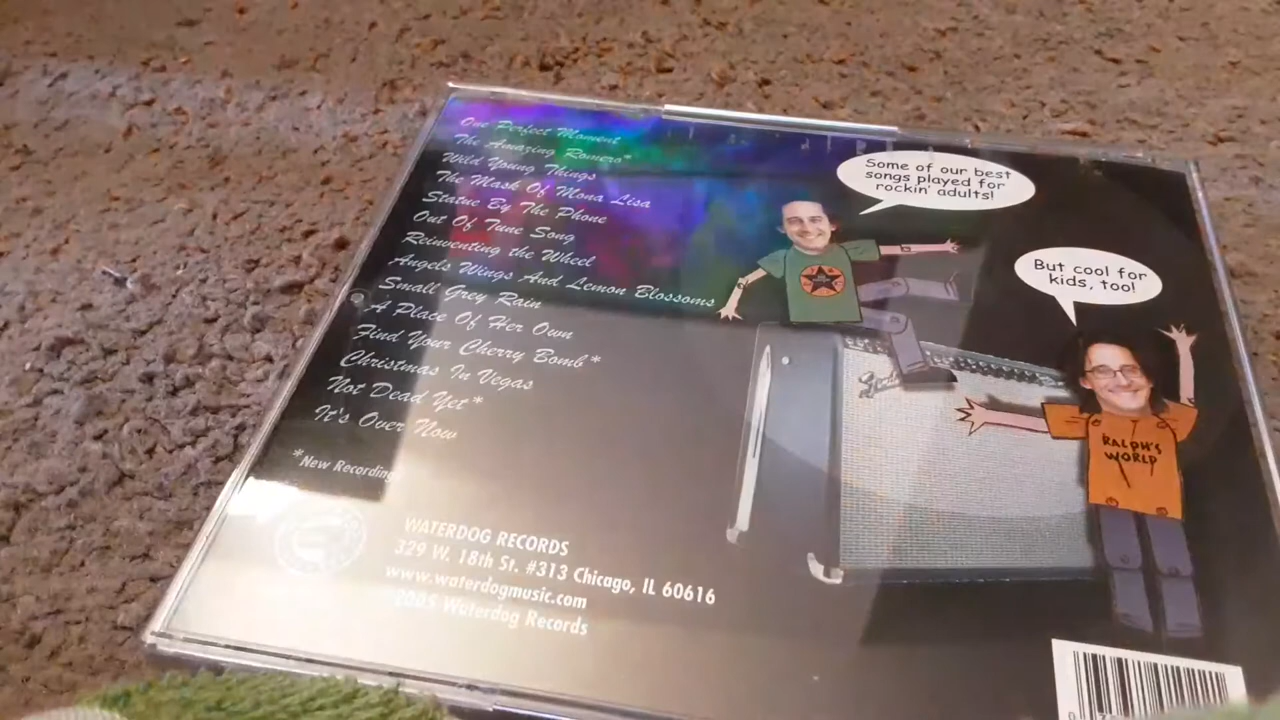 One Perfect Moment
The Amazing Romero*
Wild Young Things
The Mask Of Mona Lisa
Statue By The Phone
Out Of Tune Song
Reinventing the Wheel
Angels Wings And Lemon Blossoms
Small Grey Rain
A Place Of Her Own
Find Your Cherry Bomb*
Christmas In Vegas
Not Dead Yet*
It's Over Now
*New Recording
WATERDOG RECORDS
329 W. 18th St. #313 Chicago, IL 60616
www.waterdogmusic.com
©2005 Waterdog Records
Some of our best
songs played for
rockin' adults!
But cool for
kids, too!
RALPH'S
WORLD